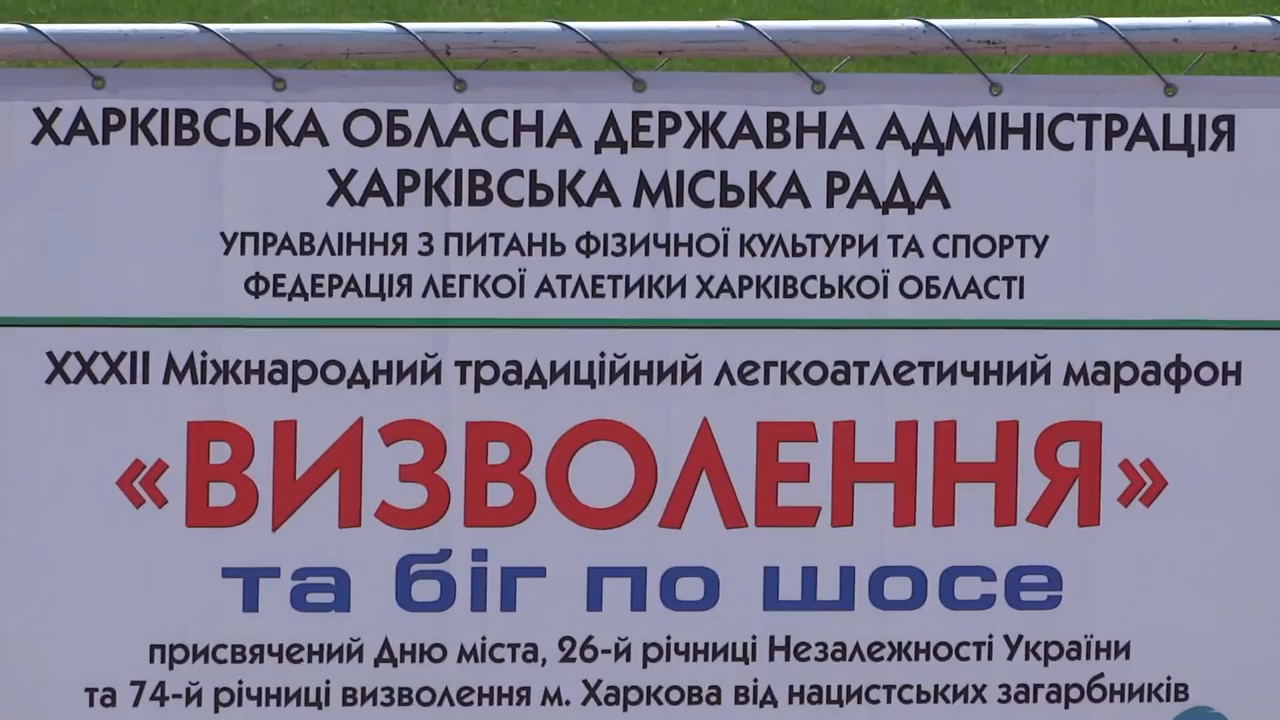 ХАРКІВСЬКА ОБЛАСНА ДЕРЖАВНА АДМІНІСТРАЦІЯ
ХАРКІВСЬКА МІСЬКА РАДА
УПРАВЛІННЯ З ПИТАНЬ ФІЗИЧНОЇ КУЛЬТУРИ ТА СПОРТУ
ФЕДЕРАЦІЯ ЛЕГКОЇ АТЛЕТИКИ ХАРКІВСЬКОЇ ОБЛАСТІ
XXXII Міжнародний традиційний легкоатлетичний марафон
«ВИЗВОЛЕННЯ»
та біг по шосе
присвячений Дню міста, 26-й річниці Незалежності України
та 74-й річниці визволення м. Харкова від нацистських загарбників